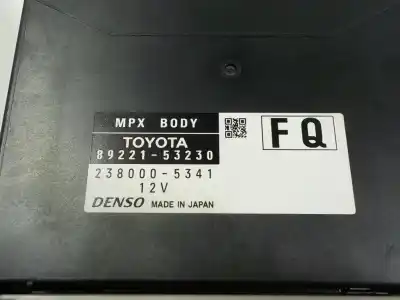 MPX BODY
TOYOTA
89221-53230
238000-5341
12V
DENSO MADE IN JAPAN
FQ